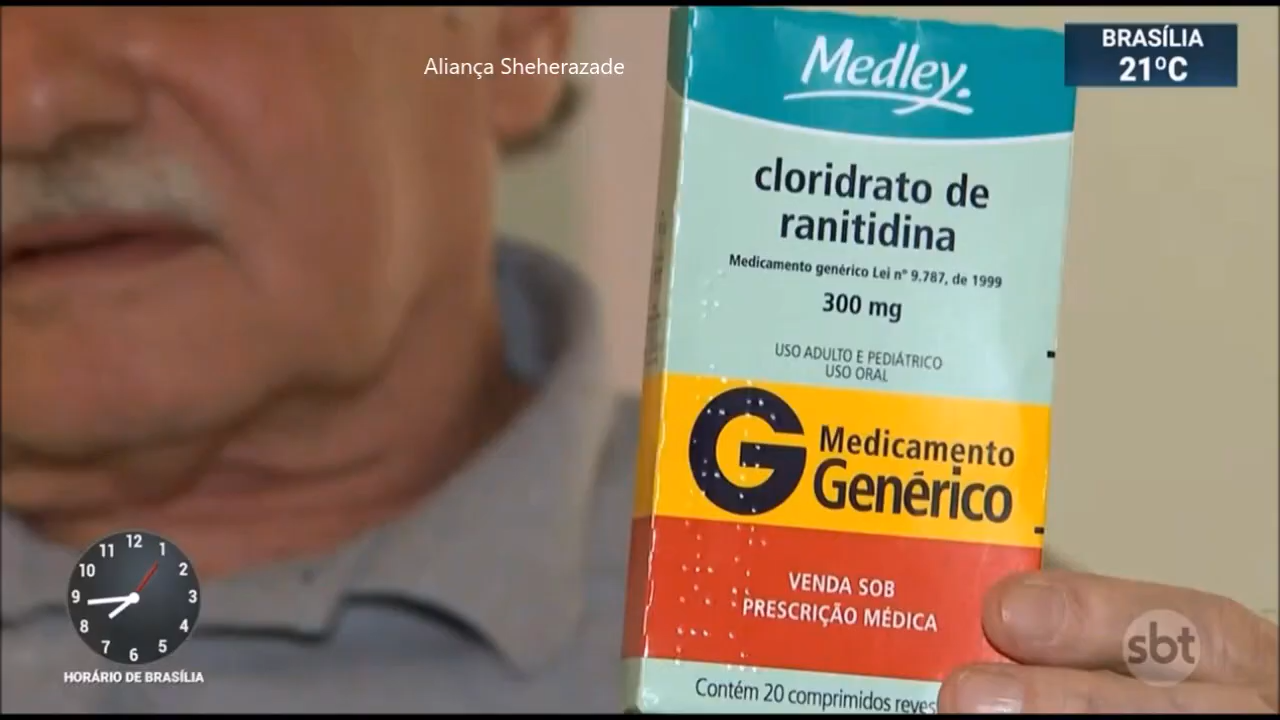 Aliança Sheherazade
BRASÍLIA
21ºC
Medley.
cloridrato de
ranitidina
Medicamento genérico Lei nº 9.787, de 1999
300 mg
USO ADULTO E PEDIÁTRICO
USO ORAL
G Medicamento
Genérico
VENDA SOB
PRESCRIÇÃO MÉDICA
Contém 20 comprimidos
12
1
2
3
4
5
6
7
8
9
10
11
HORÁRIO DE BRASÍLIA
sbt